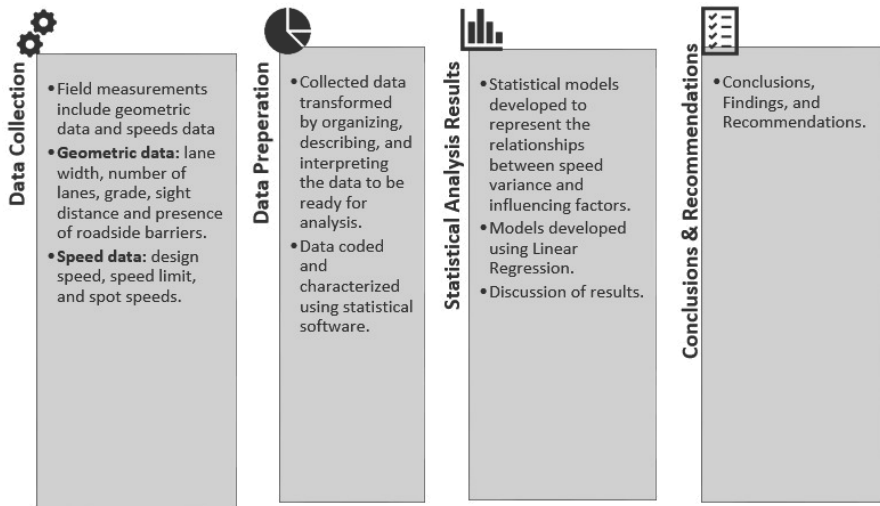 Data Collection
•Field measurements
include geometric
data and speeds data
•Geometric data: lane
width, number of
lanes, grade, sight
distance and presence
of roadside barriers.
•Speed data: design
speed, speed limit,
and spot speeds.
Data Preperation
•Collected data
transformed
by organizing,
describing, and
interpreting
the data to be
ready for
analysis.
•Data coded
and
characterized
using statistical
software.
Statistical Analysis Results
•Statistical models
developed to
represent the
relationships
between speed
variance and
influencing factors.
•Models developed
using Linear
Regression.
•Discussion of results.
Conclusions & Recommendations
•Conclusions,
Findings, and
Recommendations.